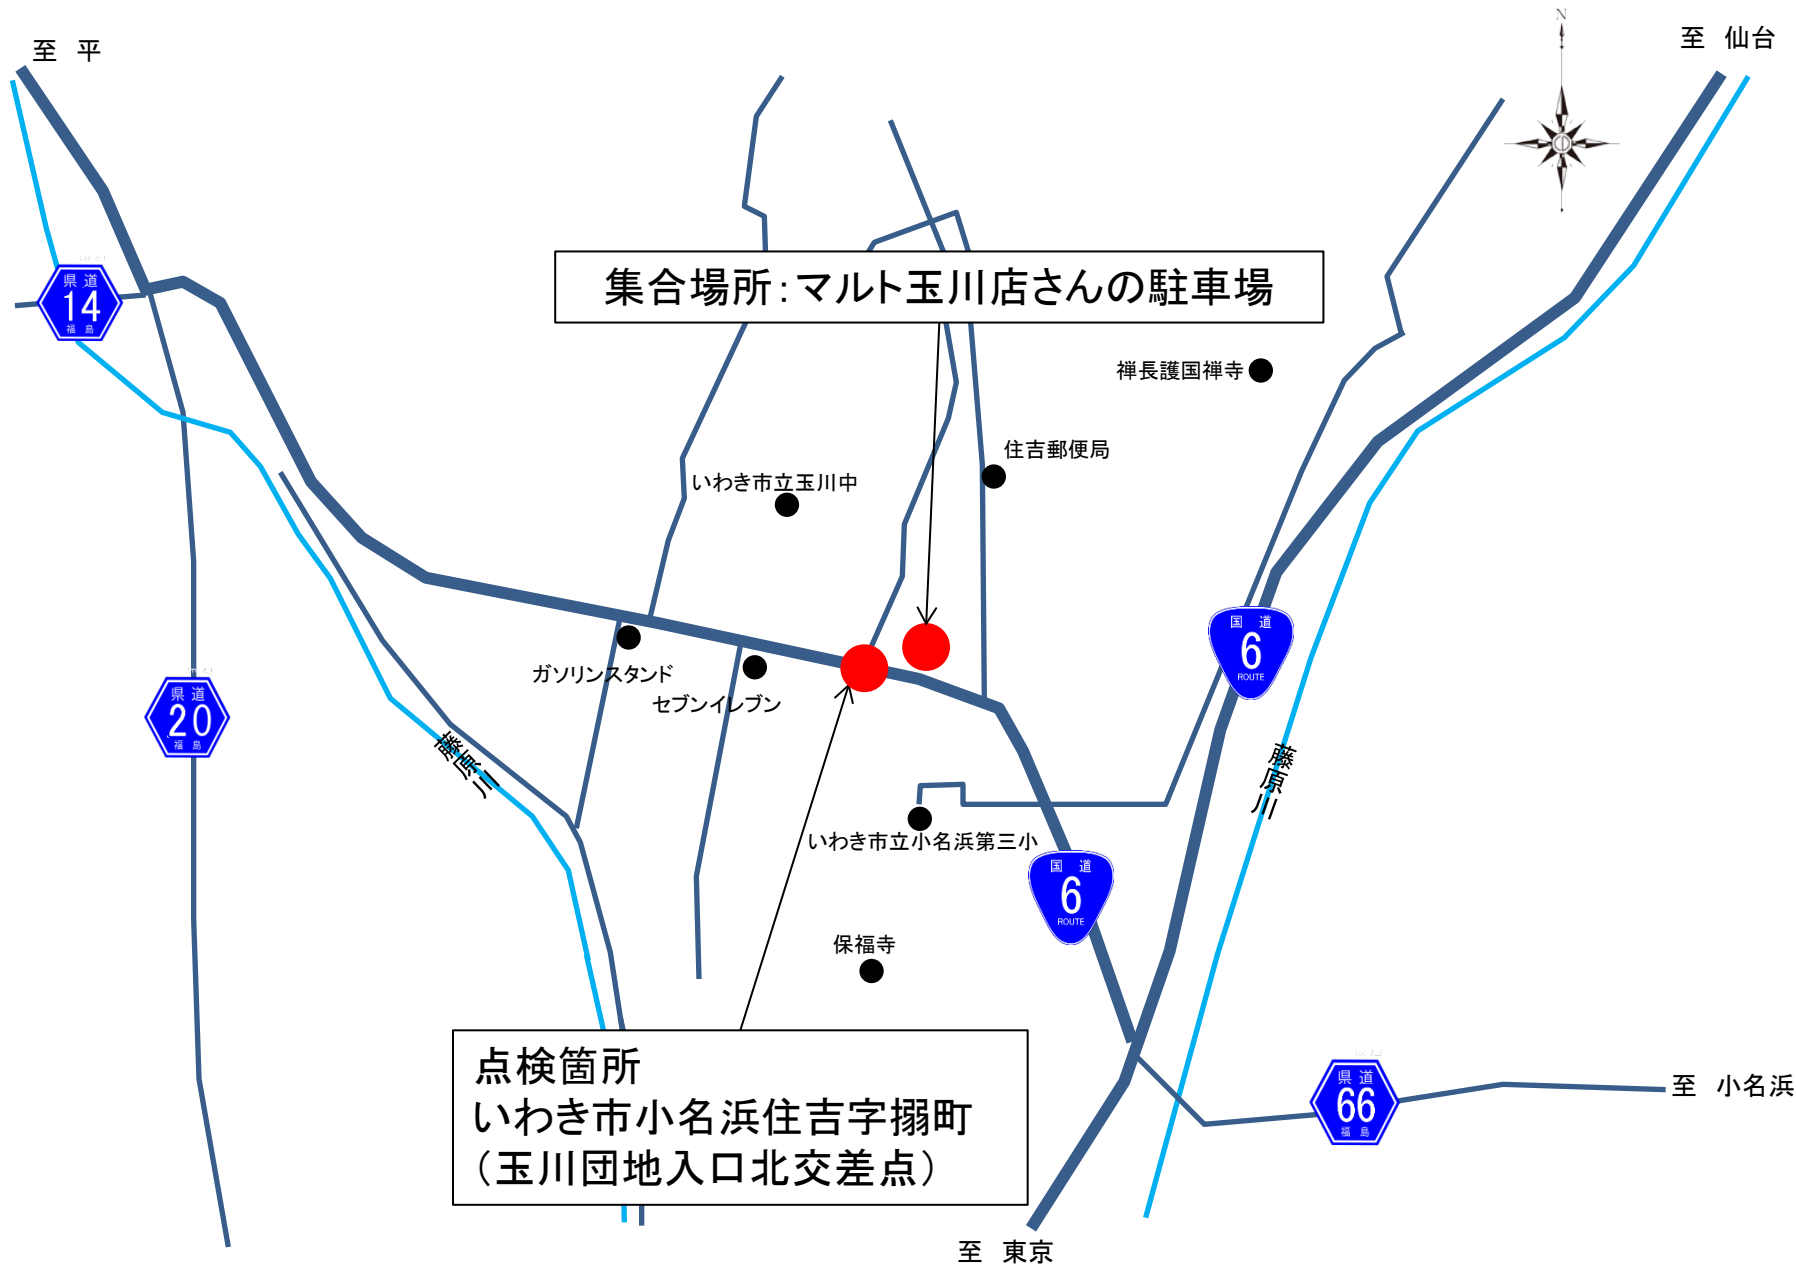 至 平
至 仙台
N
県道
14
福島
集合場所：マルト玉川店さんの駐車場
禅長護国禅寺
住吉郵便局
いわき市立玉川中
国道
6
ROUTE
ガソリンスタンド
セブンイレブン
県道
20
福島
藤原川
藤原川
いわき市立小名浜第三小
国道
6
ROUTE
保福寺
点検箇所
いわき市小名浜住吉字搦町
（玉川団地入口北交差点）
県道
66
福島
至 小名浜
至 東京